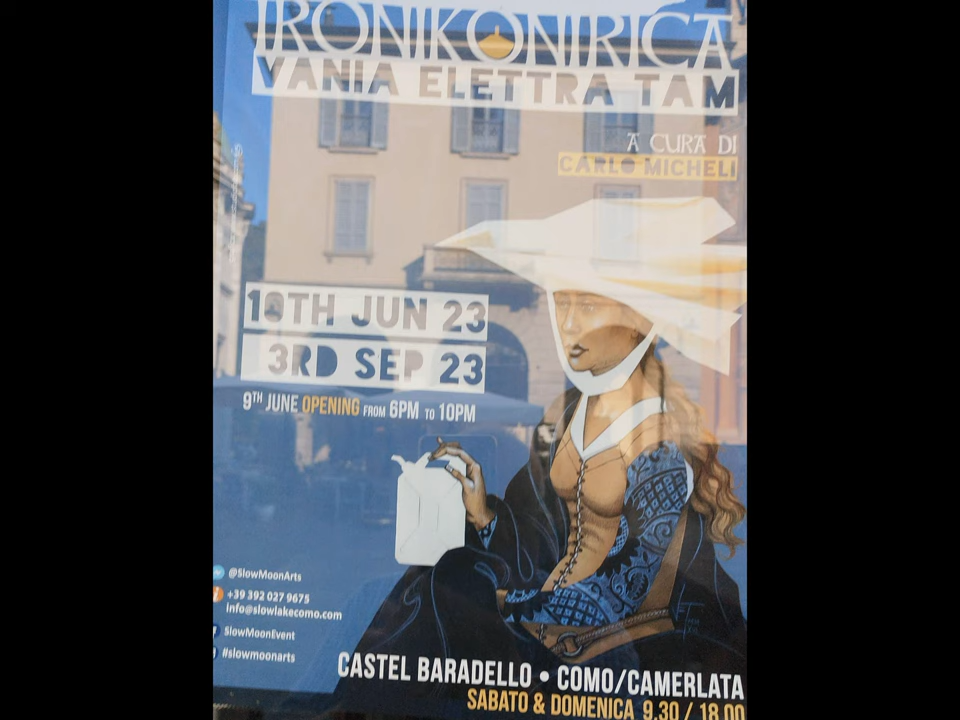 IRONIKONIRICA
VANIA ELETTRA TAM
A CURA DI
CARLO MICHELI
10TH JUN 23
3RD SEP 23
9TH JUNE OPENING FROM 6PM TO 10PM
@SlowMoonArts
+39 392 027 9675
info@slowlakecomo.com
SlowMoonEvent
#slowmoonarts
CASTEL BARADELLO • COMO/CAMERLATA
SABATO & DOMENICA 9.30 / 18.00